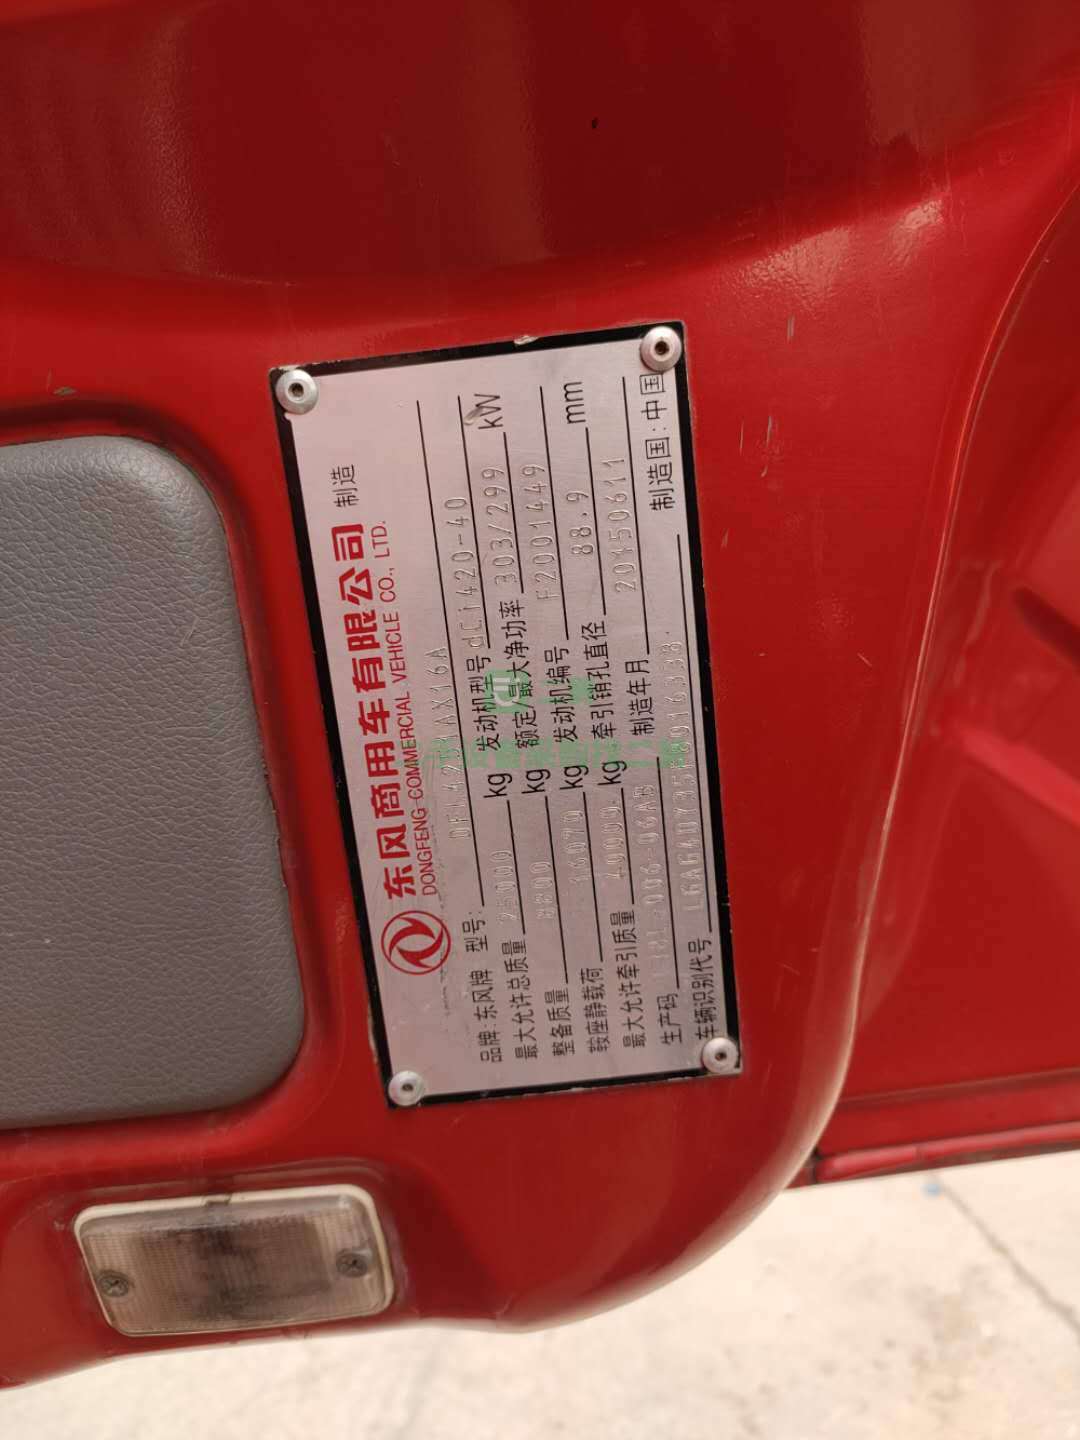 东风商用车有限公司 制造
DONGFENG COMMERCIAL VEHICLE CO., LTD.
品牌: 东风牌 型号: DFL4251AX16A
最大允许总质量 25000 kg 发动机型号 dCi420-40
整备质量 8800 kg 额定/最大净功率 303/299 kW
鞍座静载荷 16070 kg 发动机编号 F2001449
最大允许牵引质量 40000 kg 牵引销孔直径 88.9 mm
生产码 制造年月 20150611
车辆识别代号 制造国: 中国